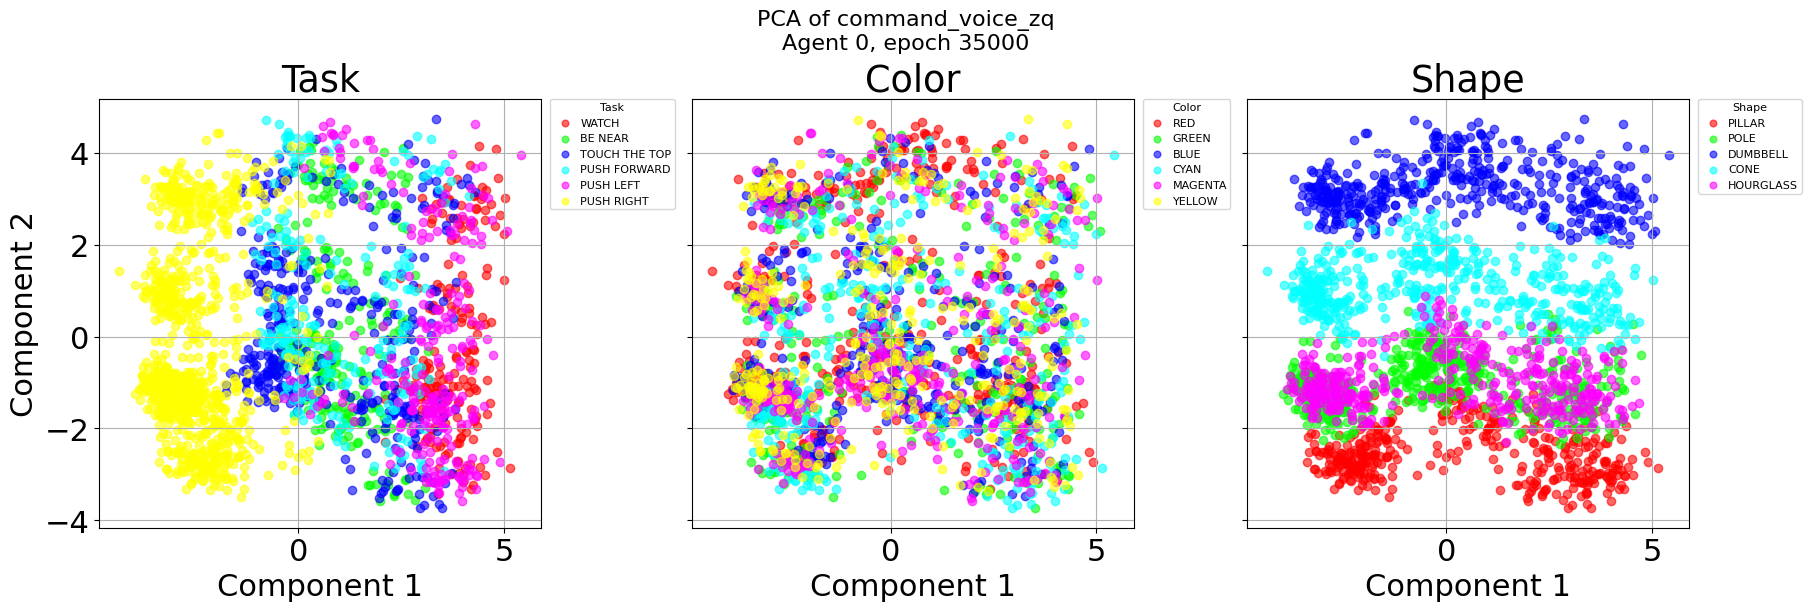 PCA of command_voice_zq
Agent 0, epoch 35000
Task
Color
Shape
Task
WATCH
BE NEAR
TOUCH THE TOP
PUSH FORWARD
PUSH LEFT
PUSH RIGHT
Color
RED
GREEN
BLUE
CYAN
MAGENTA
YELLOW
Shape
PILLAR
POLE
DUMBBELL
CONE
HOURGLASS
Component 2
4
2
0
−2
−4
0 5
0 5
0 5
Component 1
Component 1
Component 1